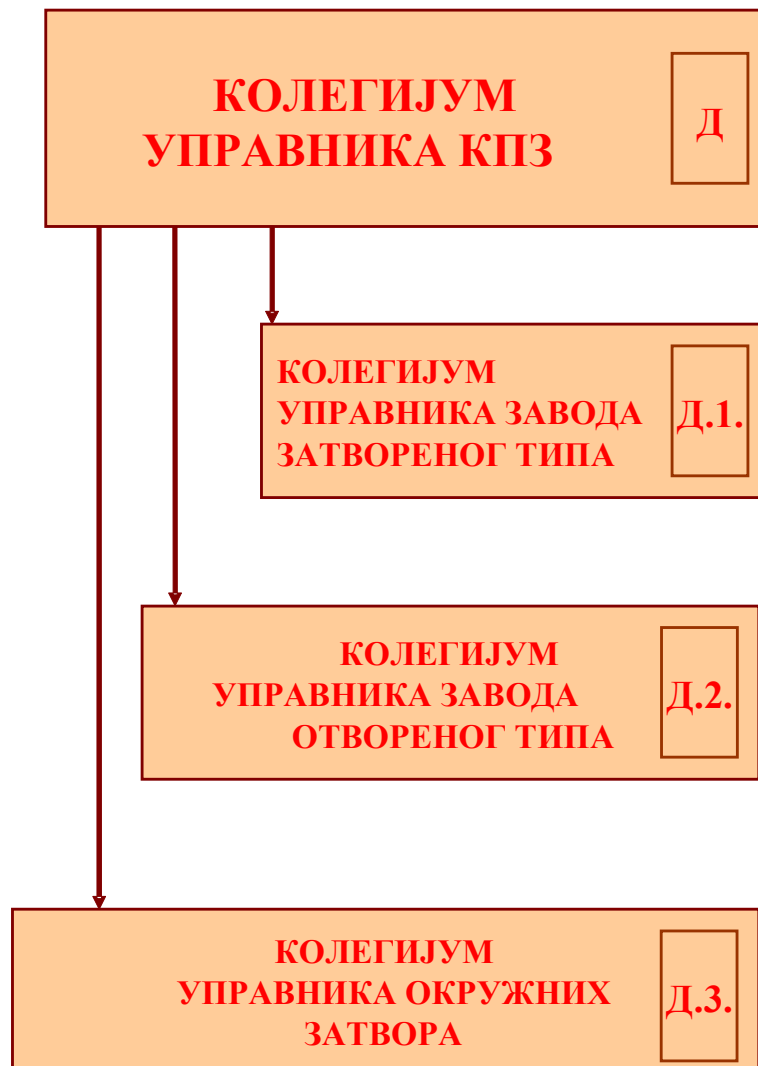 КОЛЕГИЈУМ
УПРАВНИКА КПЗ
Д
КОЛЕГИЈУМ
УПРАВНИКА ЗАВОДА
ЗАТВОРЕНОГ ТИПА
Д.1.
КОЛЕГИЈУМ
УПРАВНИКА ЗАВОДА
ОТВОРЕНОГ ТИПА
Д.2.
КОЛЕГИЈУМ
УПРАВНИКА ОКРУЖНИХ
ЗАТВОРА
Д.3.